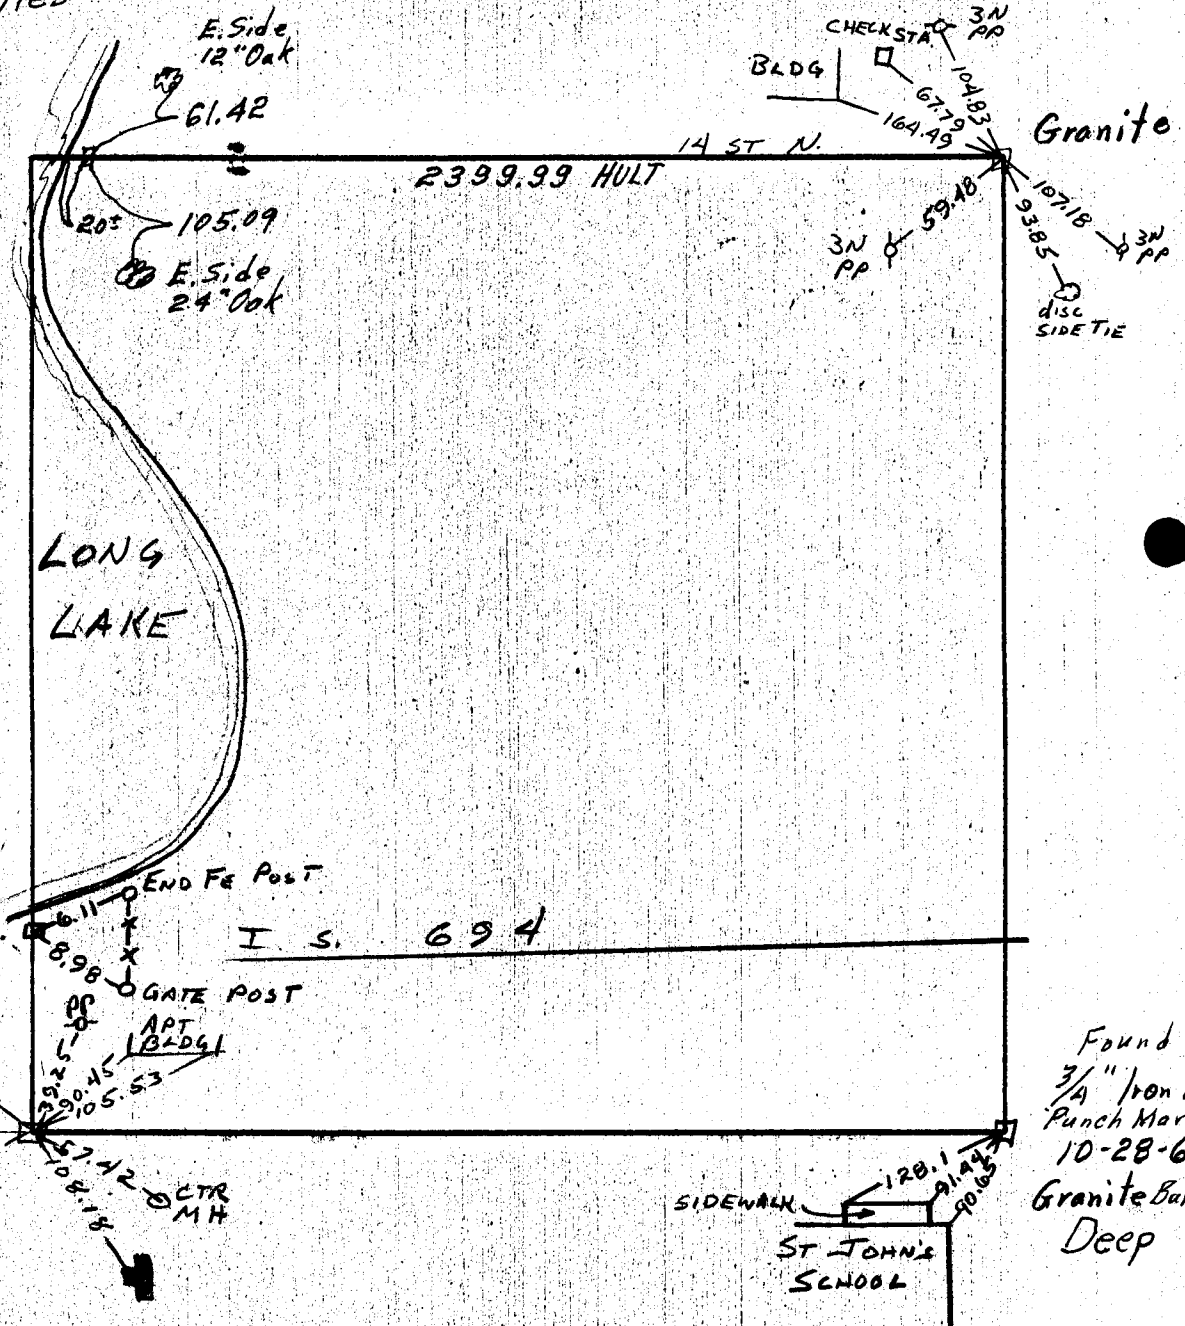 E. Side
12" Oak
61.42
20±
105.09
E. Side
24" Oak
2399.99 HULT
14 ST N.
BLDG
CHECK STA
3N
PP
104.83
67.79
164.49
Granite
59.48
3N
PP
107.18
93.85
3N
PP
disc
SIDE TIE
LONG
LAKE
END FE POST
6.11
8.98
GATE POST
I S. 694
PP
APT
BLDG
39.25
90.45
105.53
67.42
108.18
CTR
MH
128.1
91.44
90.65
SIDEWALK
ST JOHN'S
SCHOOL
Found
3/4" Iron
Punch Mar
10-28-6
Granite Bar
Deep